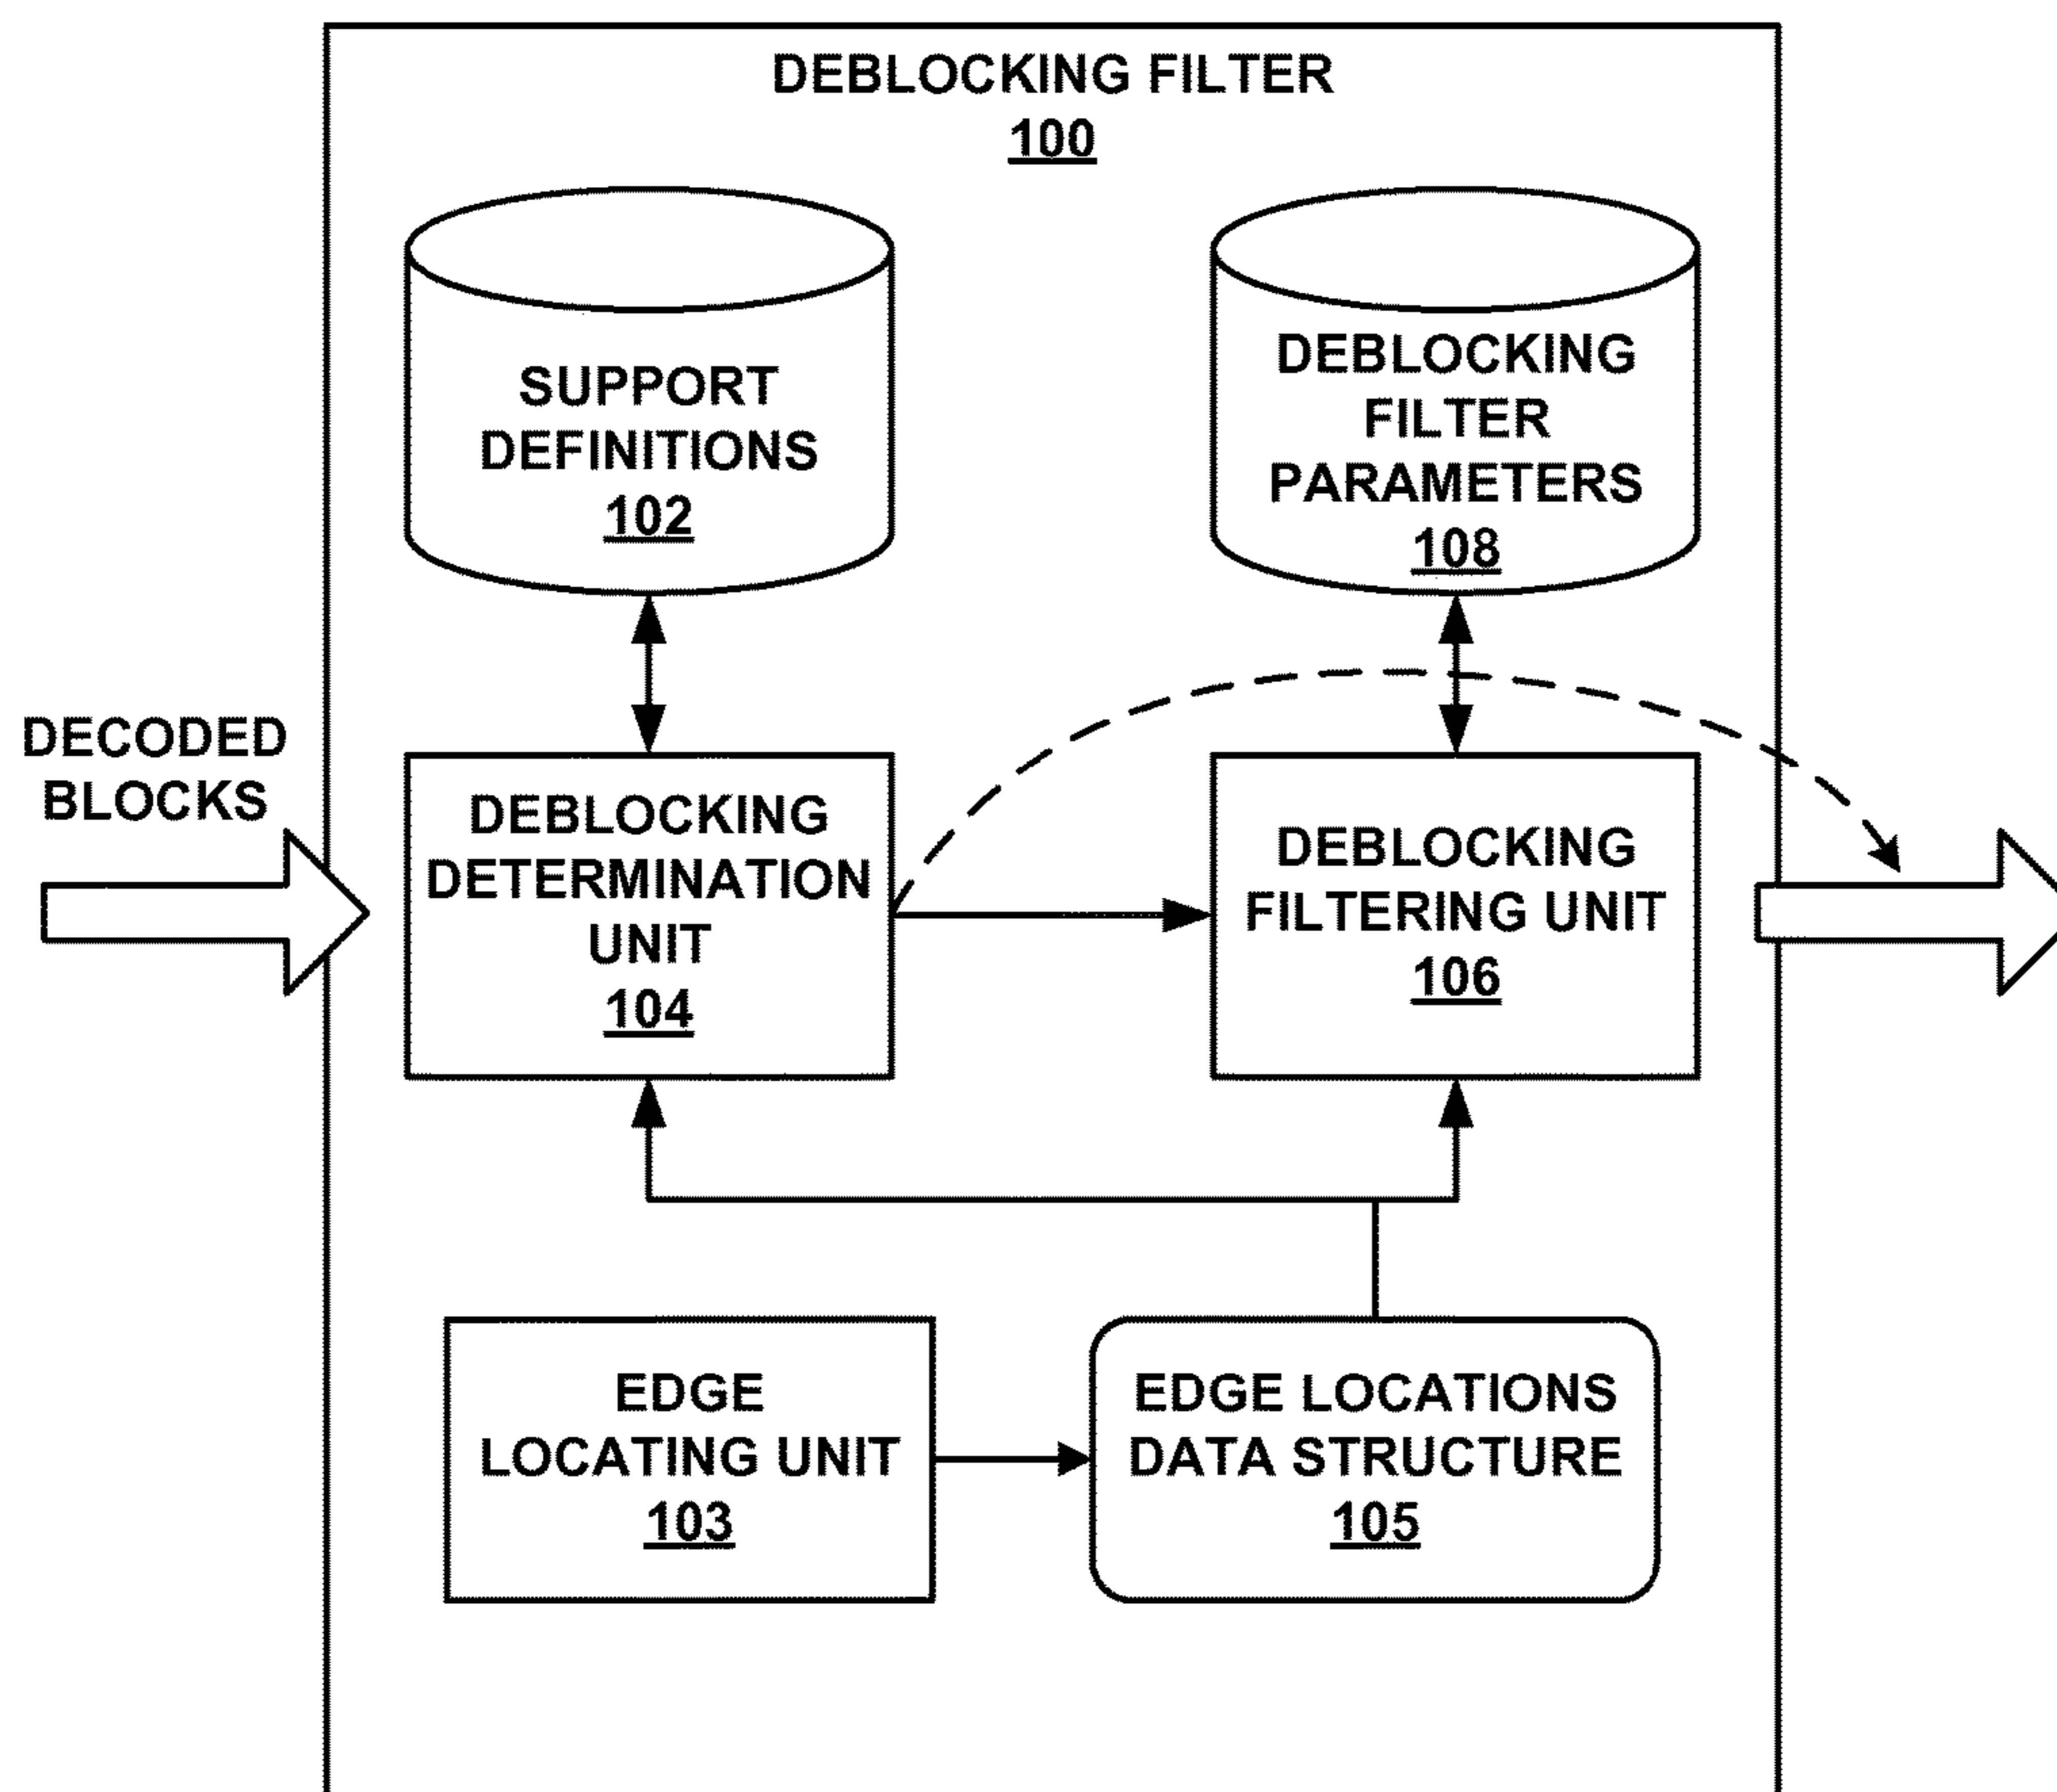 DEBLOCKING FILTER
100
SUPPORT
DEFINITIONS
102
DEBLOCKING
FILTER
PARAMETERS
108
DECODED
BLOCKS
DEBLOCKING
DETERMINATION
UNIT
104
DEBLOCKING
FILTERING UNIT
106
EDGE
LOCATING UNIT
103
EDGE LOCATIONS
DATA STRUCTURE
105